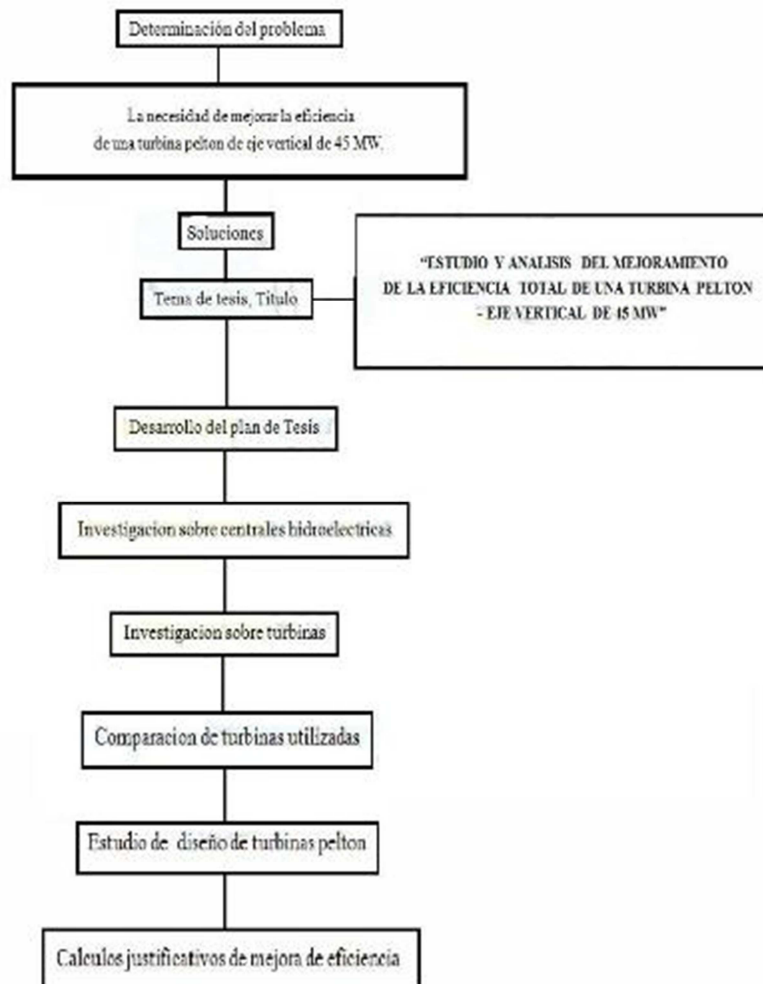 Determinación del problema
La necesidad de mejorar la eficiencia
de una turbina pelton de eje vertical de 45 MW.
Soluciones
Tema de tesis, Titulo
“ESTUDIO Y ANALISIS DEL MEJORAMIENTO
DE LA EFICIENCIA TOTAL DE UNA TURBINA PELTON
- EJE VERTICAL DE 45 MW”
Desarrollo del plan de Tesis
Investigacion sobre centrales hidroelectricas
Investigacion sobre turbinas
Comparacion de turbinas utilizadas
Estudio de diseño de turbinas pelton
Calculos justificativos de mejora de eficiencia